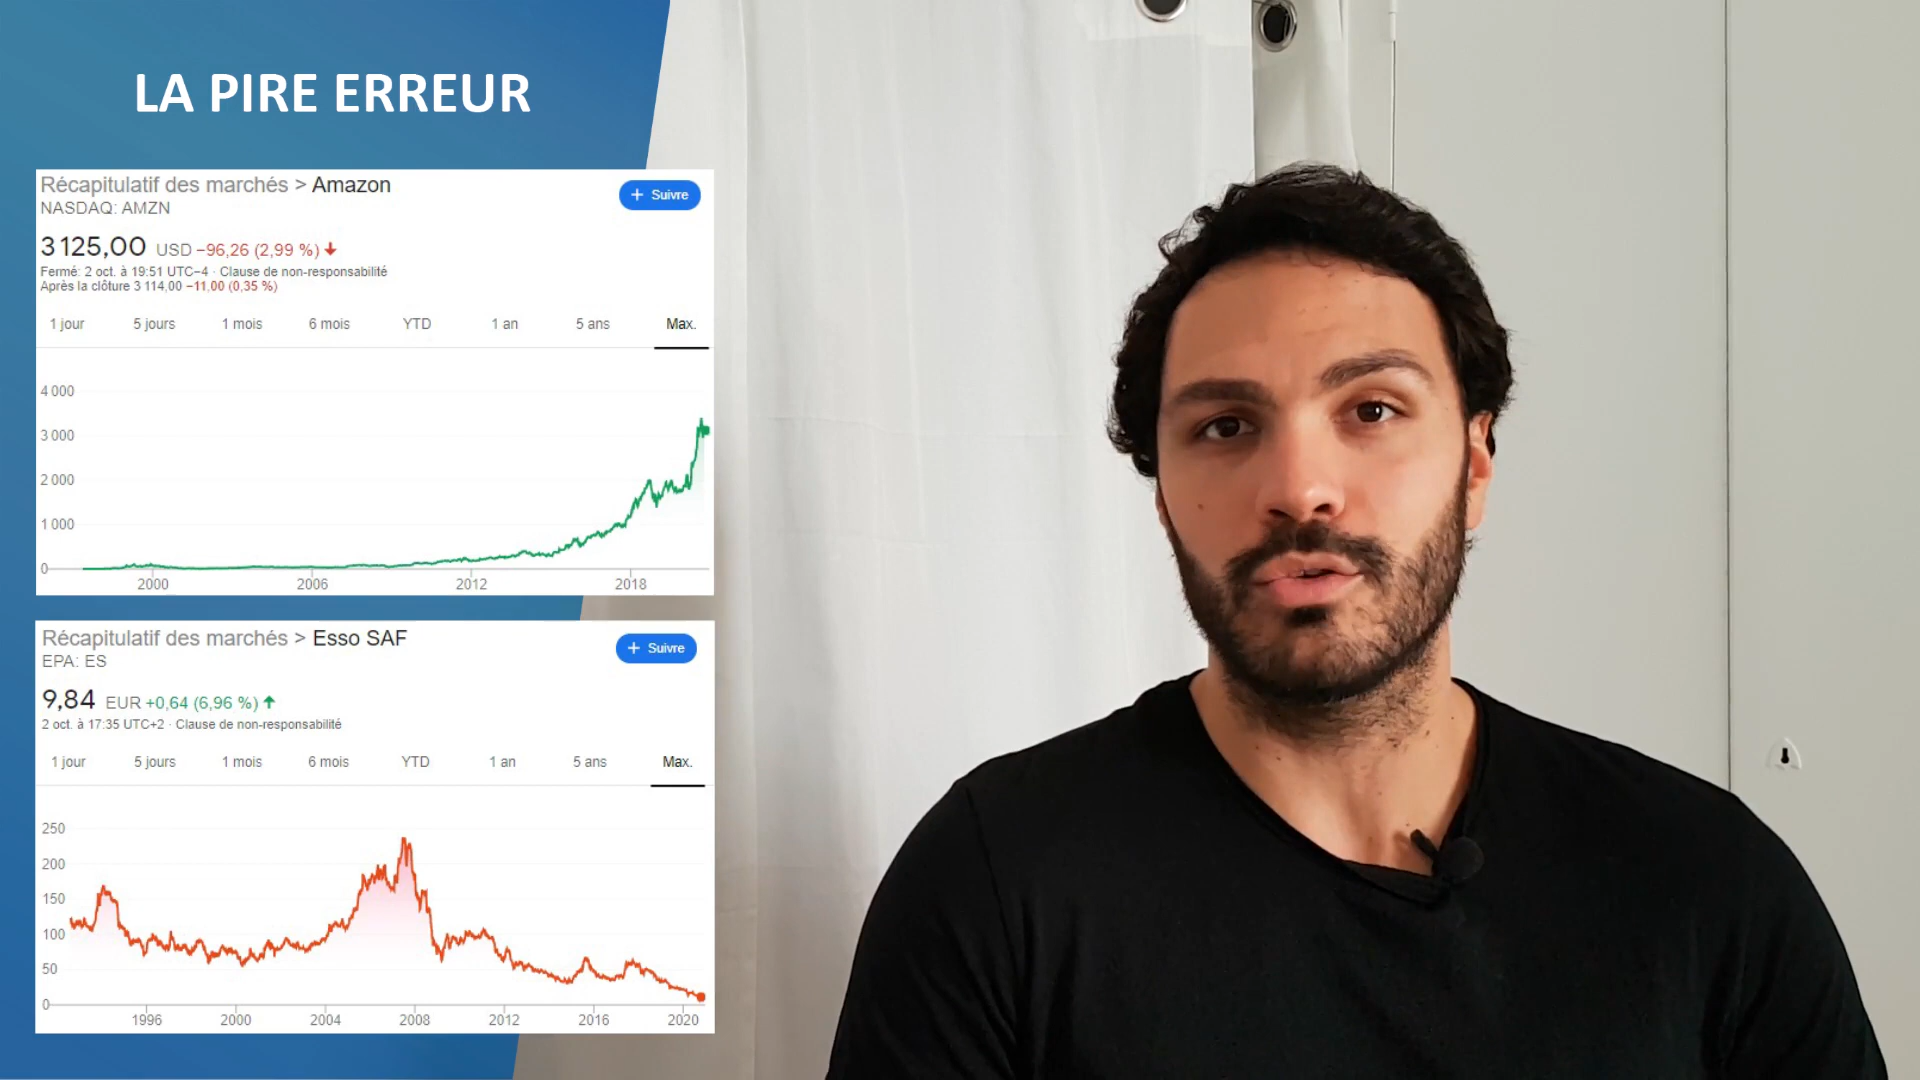 LA PIRE ERREUR
Récapitulatif des marchés > Amazon
+ Suivre
NASDAQ: AMZN
3 125,00 USD −96,26 (2,99 %)
Fermé: 2 oct. à 19:51 UTC−4 · Clause de non-responsabilité
Après la clôture 3 114,00 −11,00 (0,35 %)
1 jour 5 jours 1 mois 6 mois YTD 1 an 5 ans Max.
4 000
3 000
2 000
1 000
0
2000 2006 2012 2018
Récapitulatif des marchés > Esso SAF
+ Suivre
EPA: ES
9,84 EUR +0,64 (6,96 %)
2 oct. à 17:35 UTC+2 · Clause de non-responsabilité
1 jour 5 jours 1 mois 6 mois YTD 1 an 5 ans Max.
250
200
150
100
50
0
1996 2000 2004 2008 2012 2016 2020